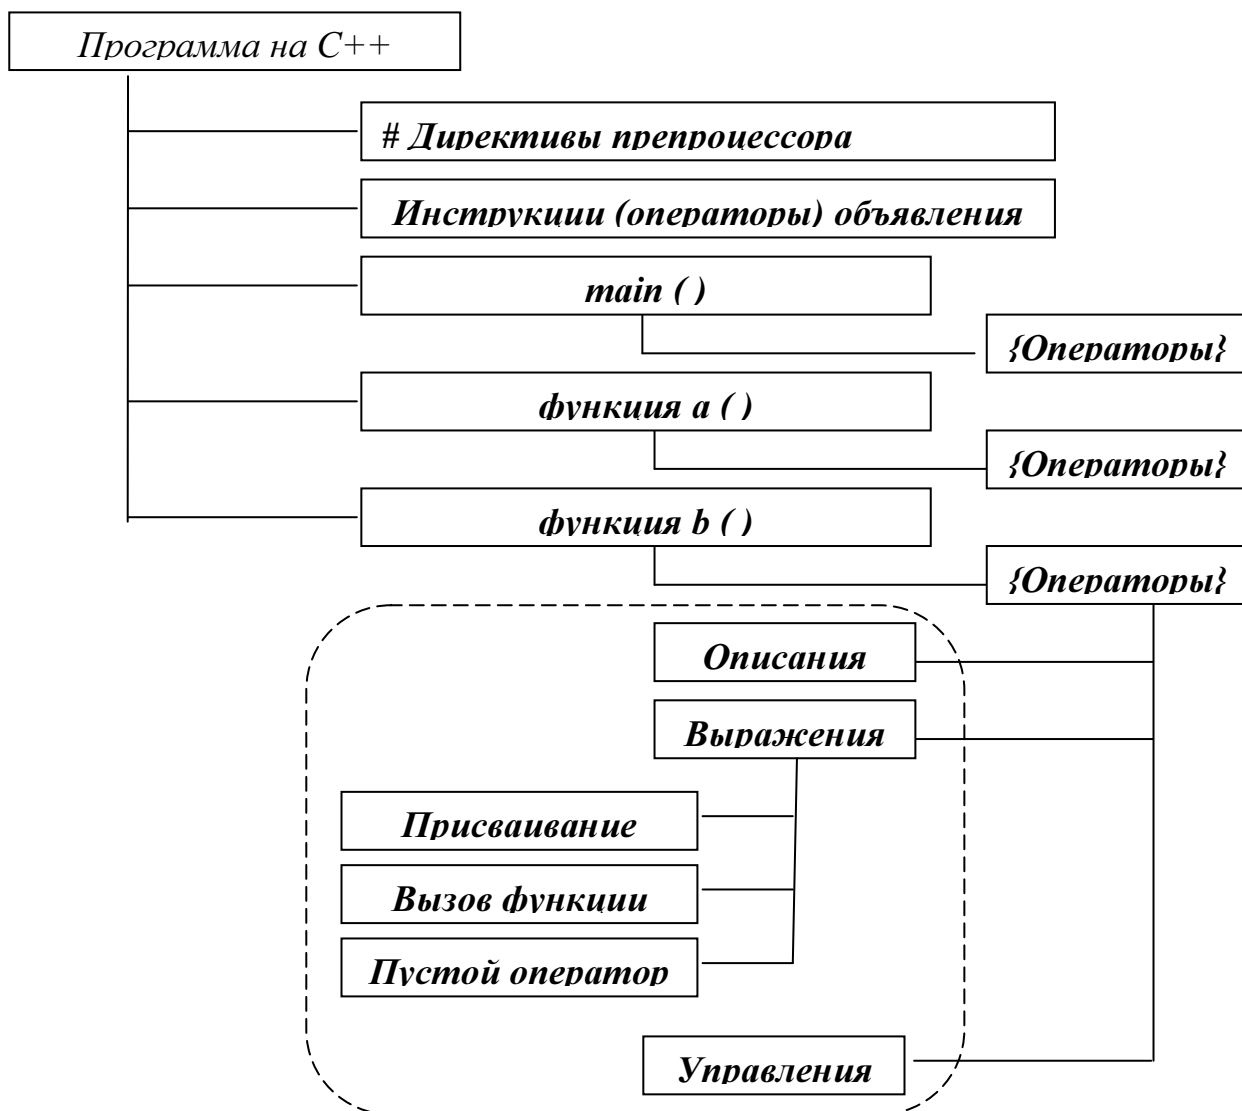 Программа на С++
# Директивы препроцессора
Инструкции (операторы) объявления
main ( )
{Операторы}
функция a ( )
{Операторы}
функция b ( )
{Операторы}
Описания
Выражения
Присваивание
Вызов функции
Пустой оператор
Управления